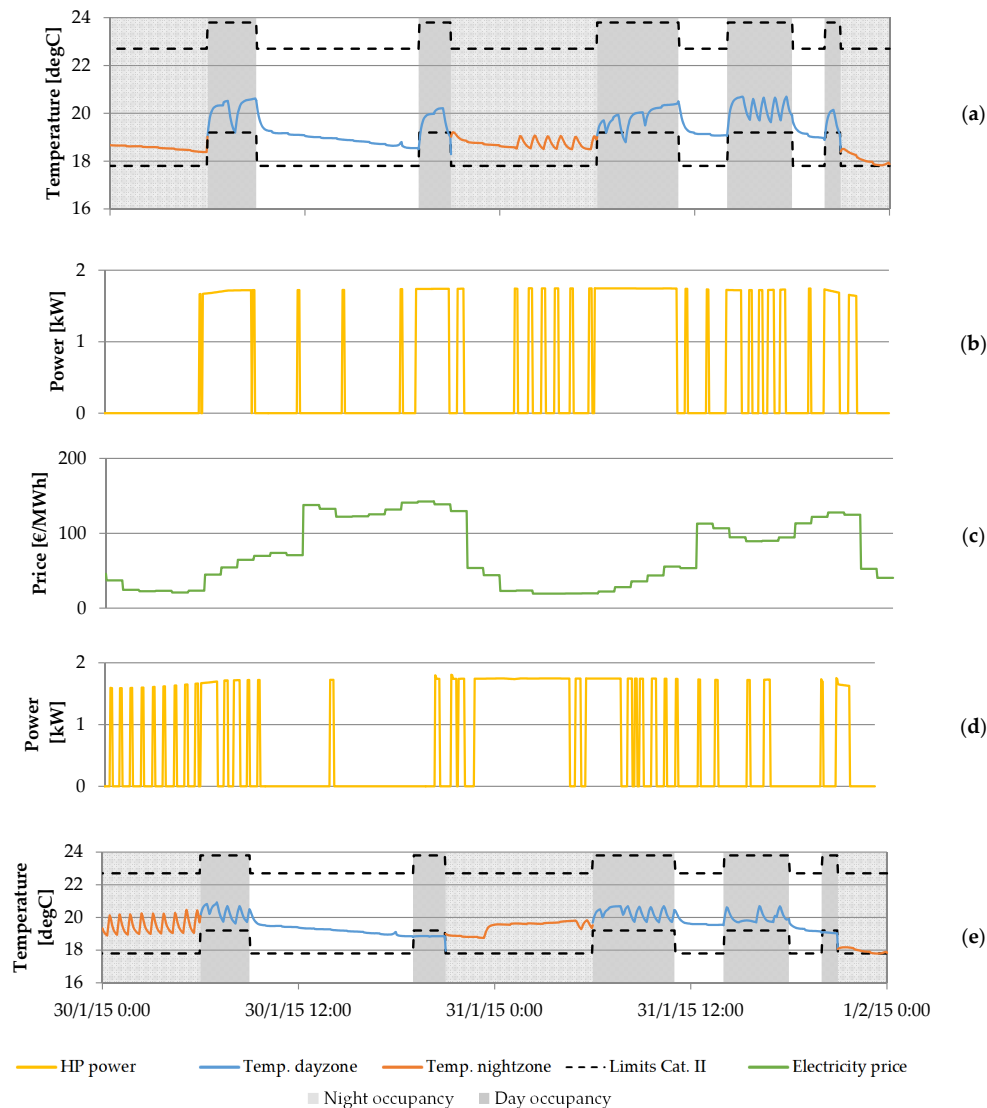 Temperature [degC]
24
22
20
18
16
(a)
Power [kW]
2
1
0
(b)
Price [€/MWh]
200
100
0
(c)
Power
[kW]
2
1
0
(d)
Temperature
[degC]
24
22
20
18
16
(e)
30/1/15 0:00 30/1/15 12:00 31/1/15 0:00 31/1/15 12:00 1/2/15 0:00
HP power Temp. dayzone Temp. nightzone Limits Cat. II Electricity price
Night occupancy Day occupancy